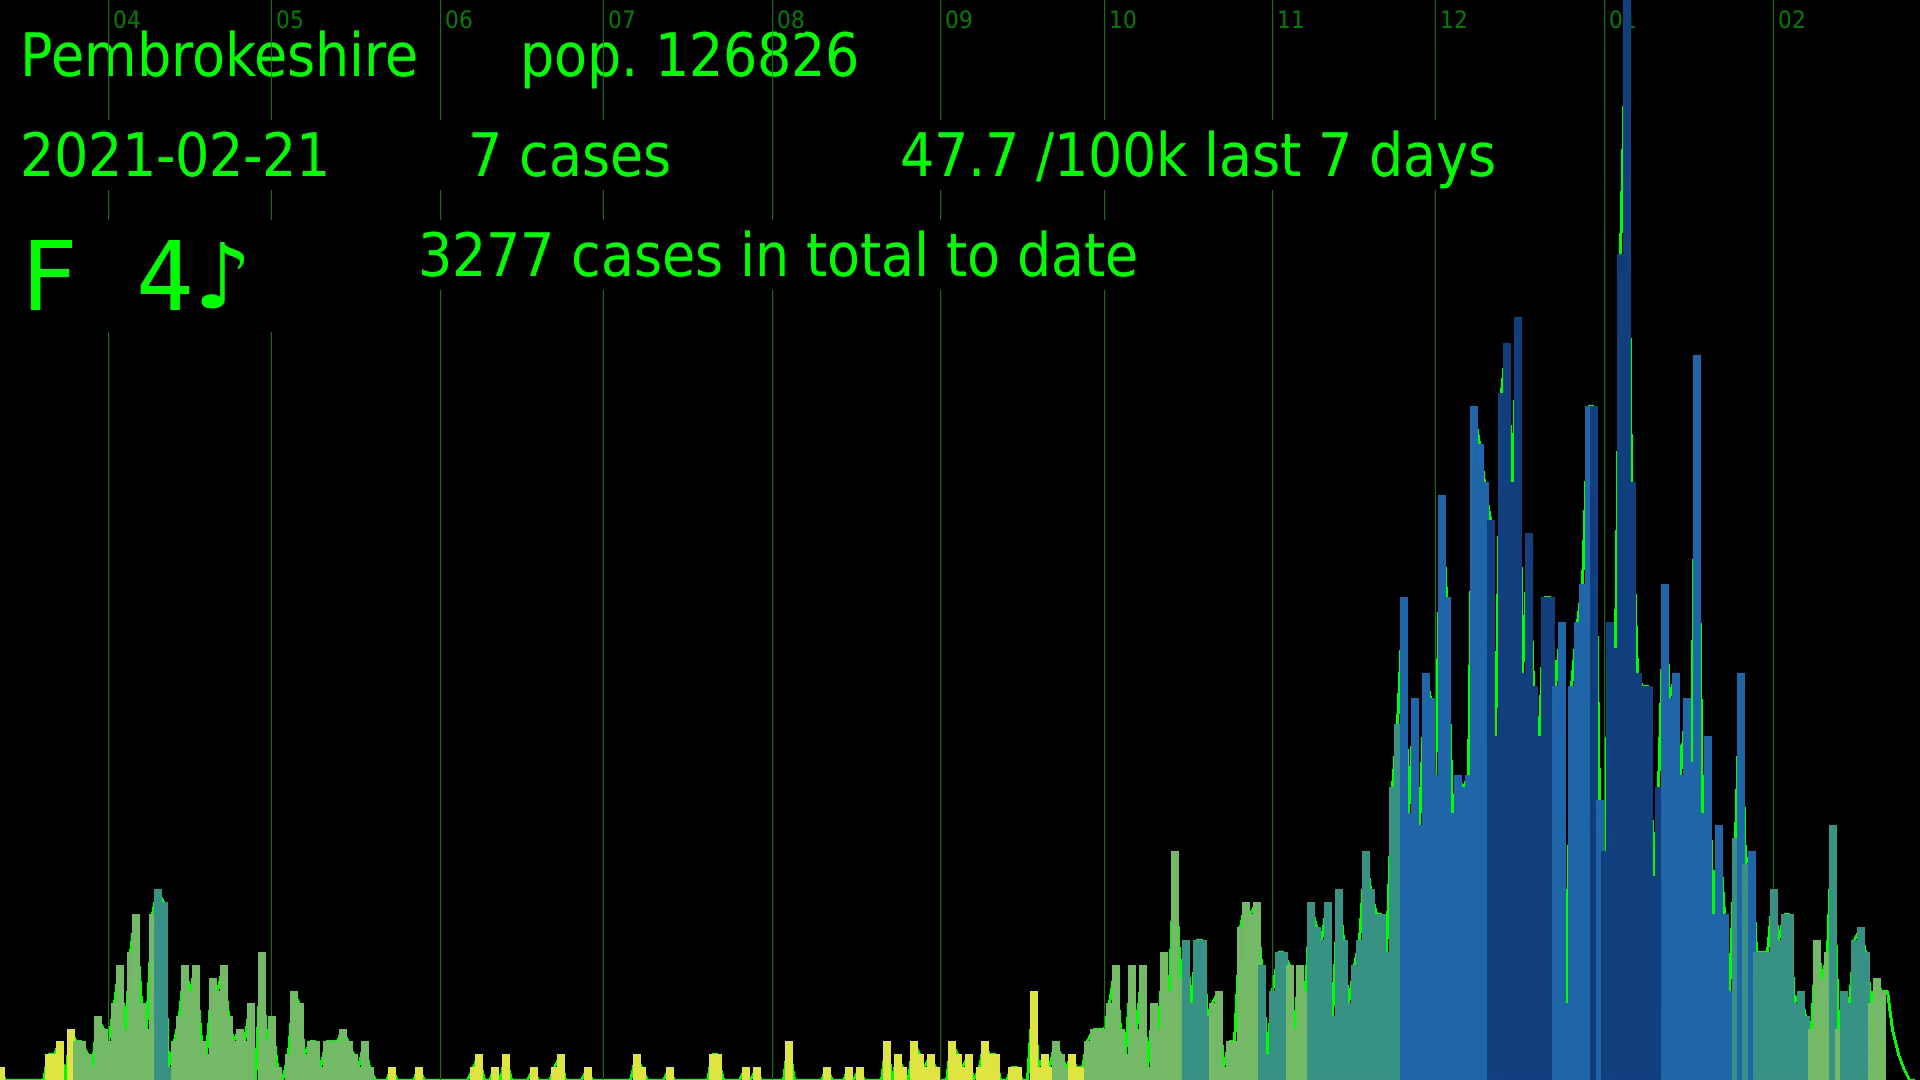 04 05 06 07 08 09 10 11 12 01 02
Pembrokeshire pop. 126826
2021-02-21 7 cases 47.7 /100k last 7 days
F 4♪ 3277 cases in total to date